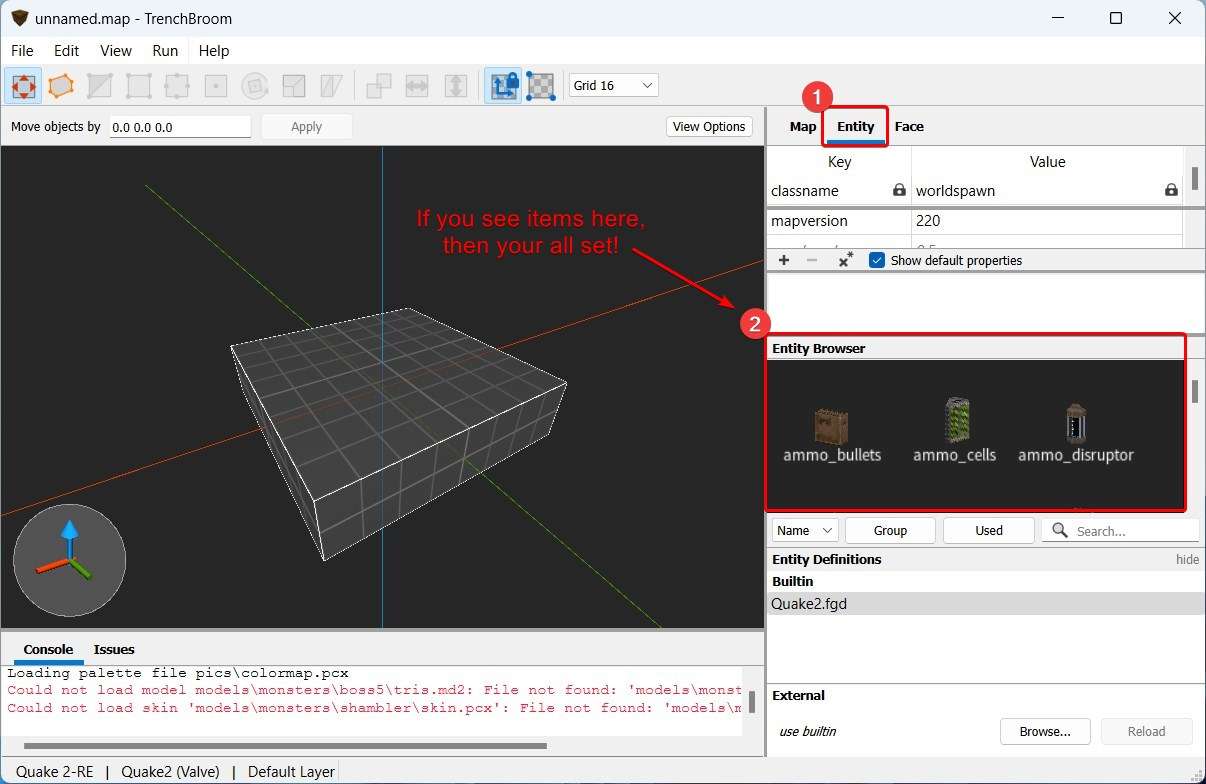 unnamed.map - TrenchBroom
File Edit View Run Help
Grid 16
Move objects by 0.0 0.0 0.0 Apply View Options
1
Map Entity Face
Key Value
classname worldspawn
mapversion 220
Show default properties
If you see items here,
then your all set!
2
Entity Browser
ammo_bullets ammo_cells ammo_disruptor
Name Group Used Search...
Entity Definitions hide
Builtin
Quake2.fgd
External
use builtin Browse... Reload
Console Issues
Loading palette file pics\colormap.pcx
Could not load model models\monsters\boss5\tris.md2: File not found: 'models\monst
Could not load skin 'models\monsters\shambler\skin.pcx': File not found: 'models\m
Quake 2-RE | Quake2 (Valve) | Default Layer